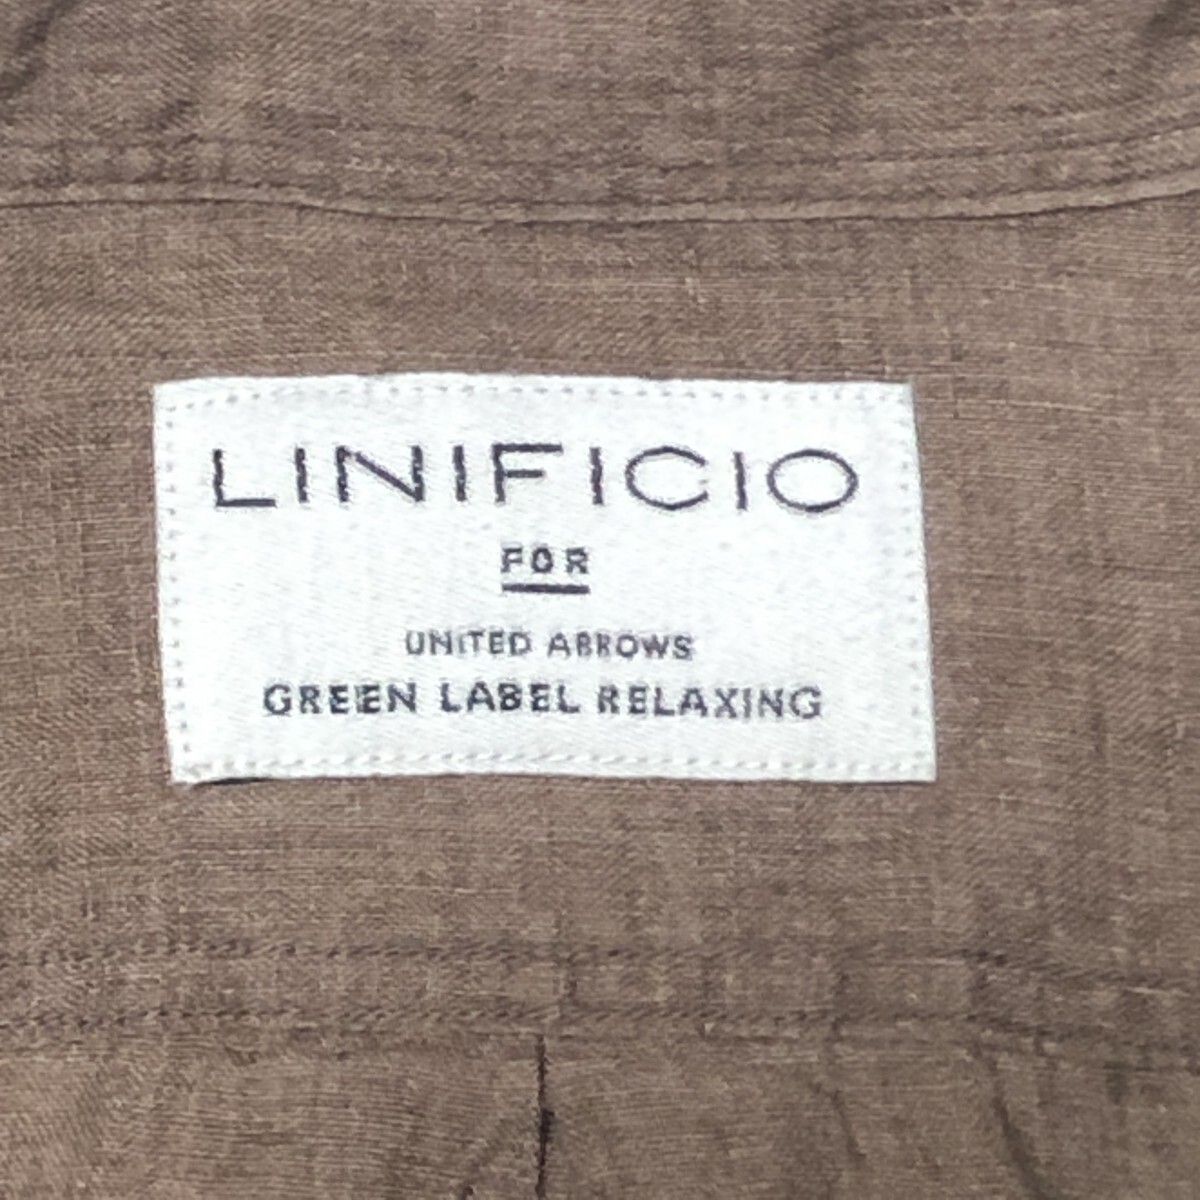 LINIFICIO
FOR
UNITED ARROWS
GREEN LABEL RELAXING